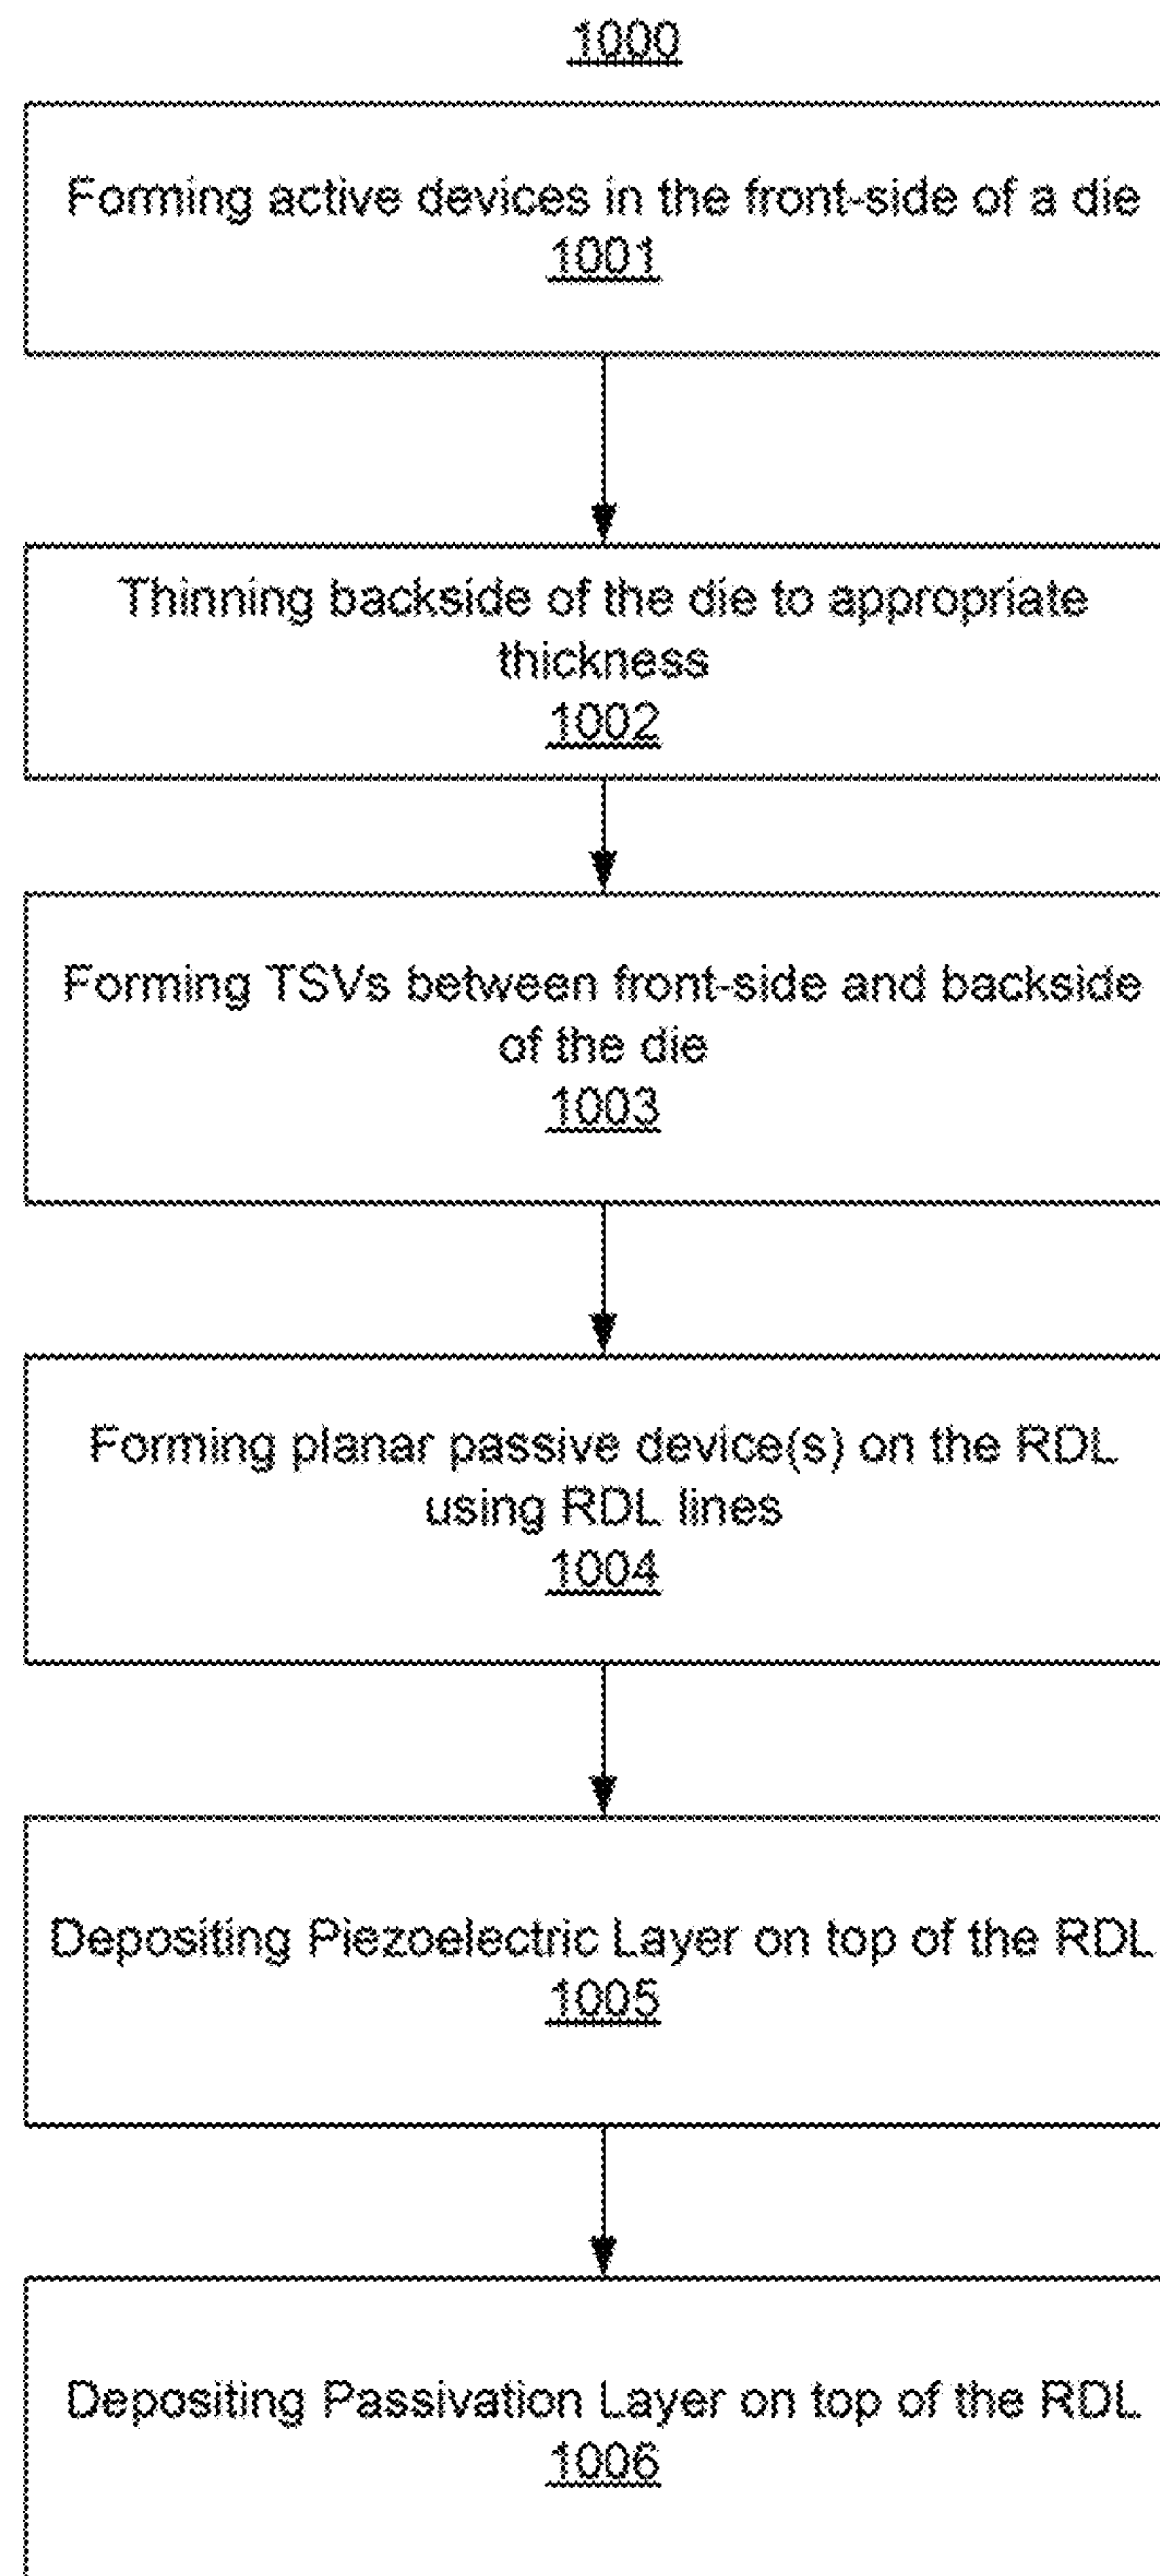 1000
Forming active devices in the front-side of a die
1001
Thinning backside of the die to appropriate
thickness
1002
Forming TSVs between front-side and backside
of the die
1003
Forming planar passive device(s) on the RDL
using RDL lines
1004
Depositing Piezoelectric Layer on top of the RDL
1005
Depositing Passivation Layer on top of the RDL
1006